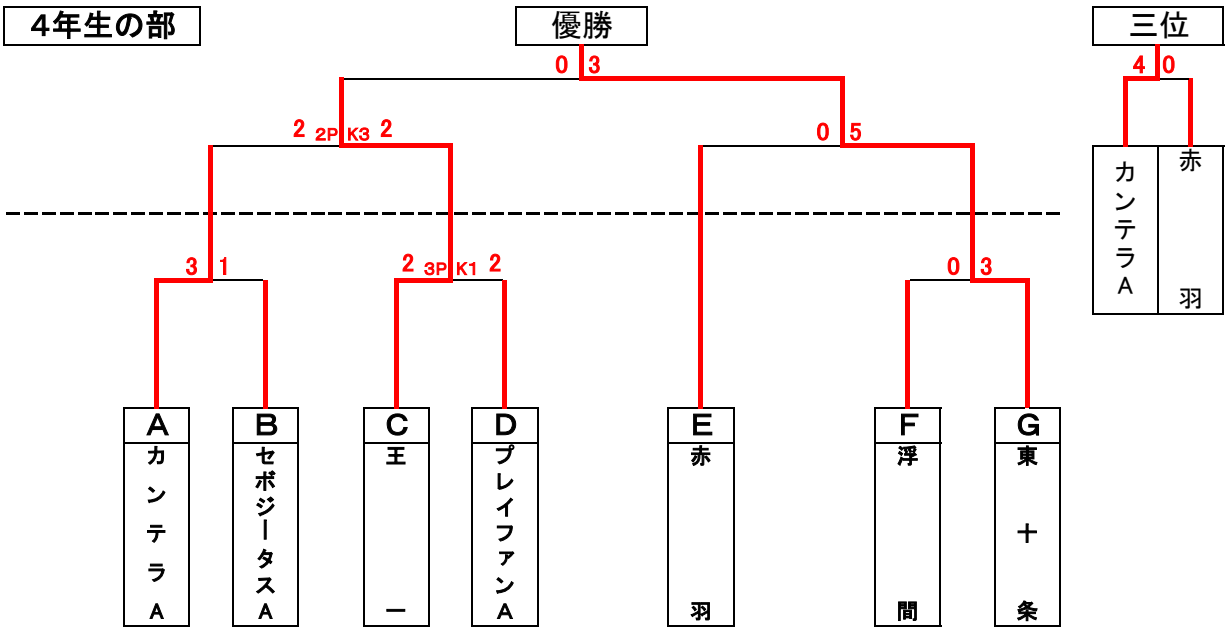 4年生の部
優勝
三位
0 3
4 0
2 2P K3 2
0 5
カンテラA
赤羽
3 1
2 3P K1 2
0 3
A
B
C
D
E
F
G
カンテラA
セボジータスA
王一
プレイファンA
赤羽
浮間
東十条